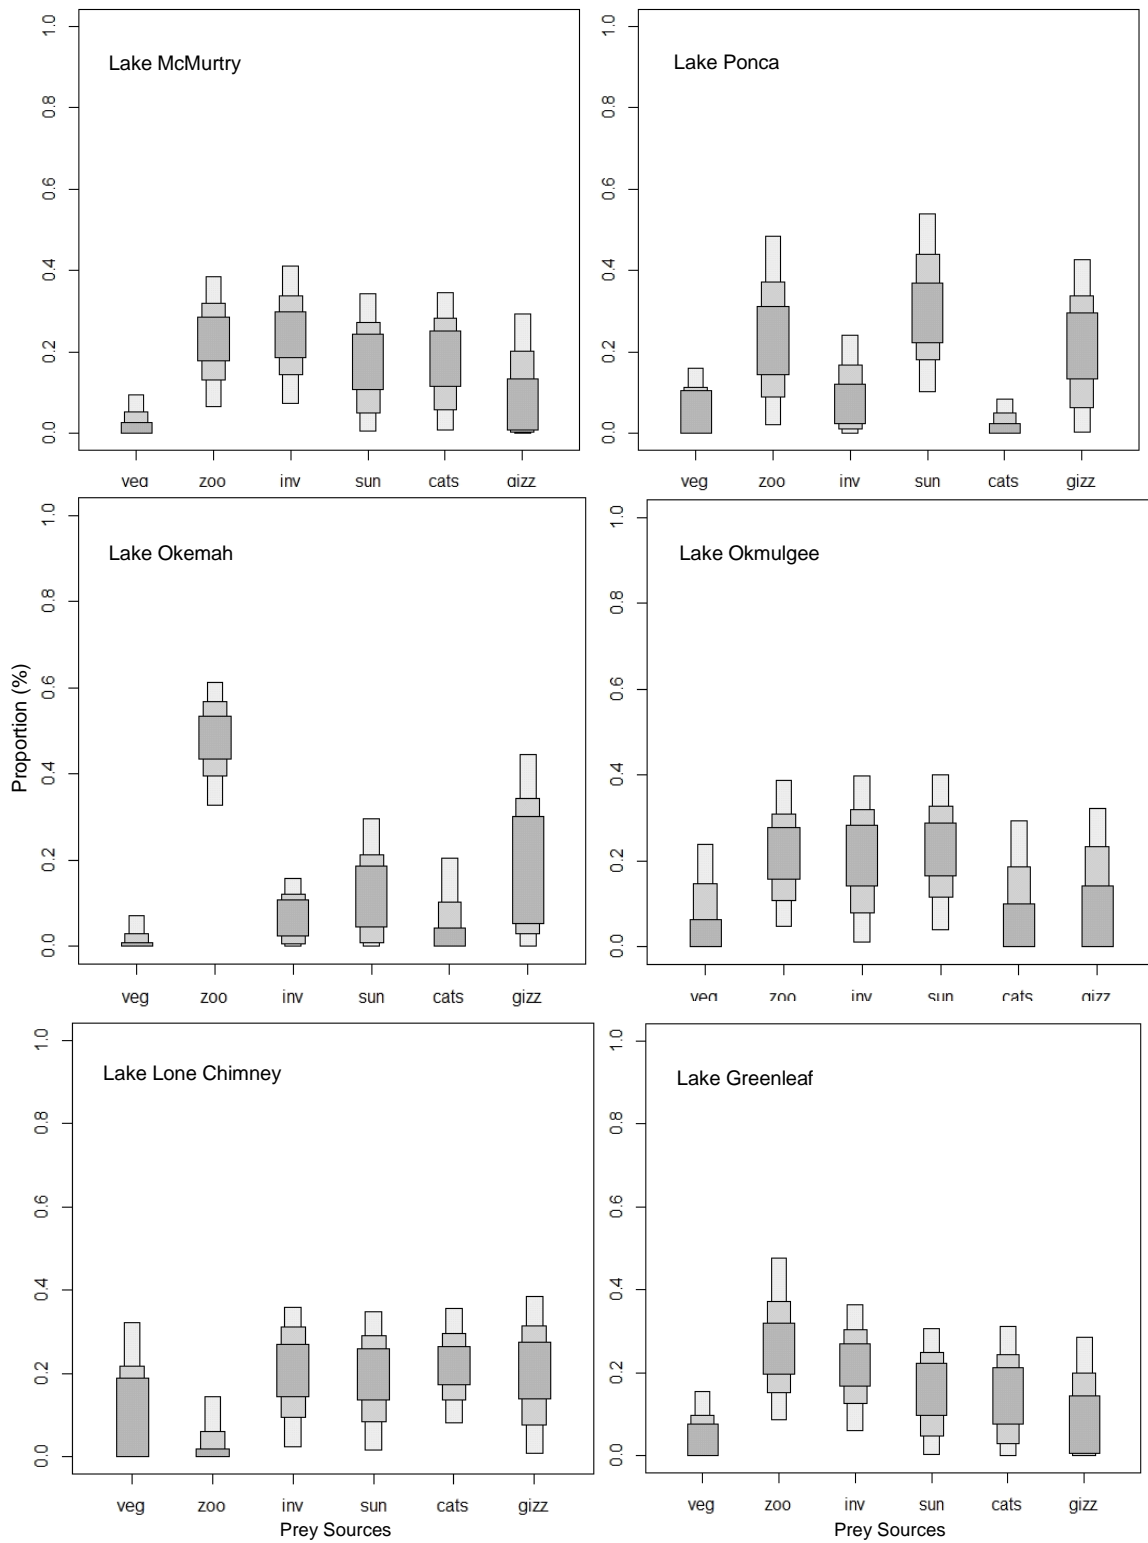 Lake McMurtry
1.0
0.8
0.6
0.4
0.2
0.0
veg zoo inv sun cats gizz
Lake Ponca
1.0
0.8
0.6
0.4
0.2
0.0
veg zoo inv sun cats gizz
Proportion (%)
Lake Okemah
1.0
0.8
0.6
0.4
0.2
0.0
veg zoo inv sun cats gizz
Lake Okmulgee
1.0
0.8
0.6
0.4
0.2
0.0
veg zoo inv sun cats gizz
Lake Lone Chimney
1.0
0.8
0.6
0.4
0.2
0.0
veg zoo inv sun cats gizz
Prey Sources
Lake Greenleaf
1.0
0.8
0.6
0.4
0.2
0.0
veg zoo inv sun cats gizz
Prey Sources